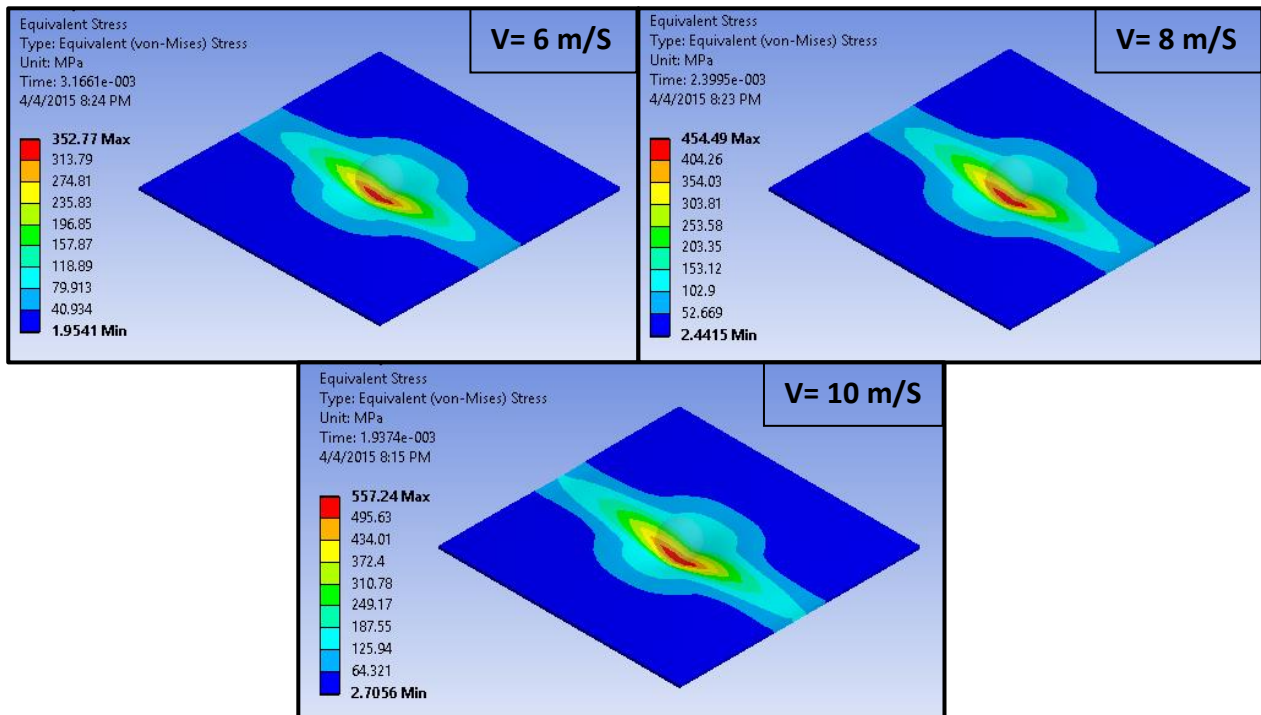 Equivalent Stress
Type: Equivalent (von-Mises) Stress
Unit: MPa
Time: 3.1661e-003
4/4/2015 8:24 PM
V= 6 m/S
352.77 Max
313.79
274.81
235.83
196.85
157.87
118.89
79.913
40.934
1.9541 Min
Equivalent Stress
Type: Equivalent (von-Mises) Stress
Unit: MPa
Time: 2.3995e-003
4/4/2015 8:23 PM
V= 8 m/S
454.49 Max
404.26
354.03
303.81
253.58
203.35
153.12
102.9
52.669
2.4415 Min
Equivalent Stress
Type: Equivalent (von-Mises) Stress
Unit: MPa
Time: 1.9374e-003
4/4/2015 8:15 PM
V= 10 m/S
557.24 Max
495.63
434.01
372.4
310.78
249.17
187.55
125.94
64.321
2.7056 Min